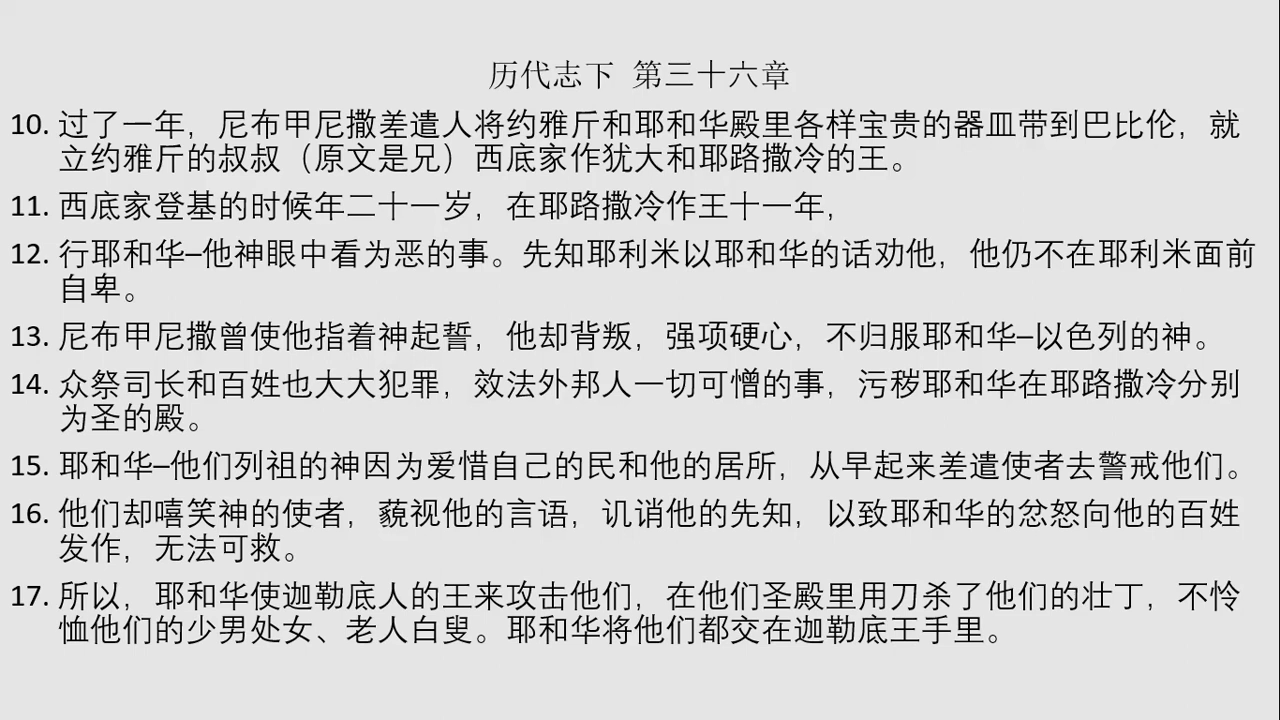 历代志下 第三十六章
10. 过了一年，尼布甲尼撒差遣人将约雅斤和耶和华殿里各样宝贵的器皿带到巴比伦，就
立约雅斤的叔叔（原文是兄）西底家作犹大和耶路撒冷的王。
11. 西底家登基的时候年二十一岁，在耶路撒冷作王十一年，
12. 行耶和华–他神眼中看为恶的事。先知耶利米以耶和华的话劝他，他仍不在耶利米面前
自卑。
13. 尼布甲尼撒曾使他指着神起誓，他却背叛，强项硬心，不归服耶和华–以色列的神。
14. 众祭司长和百姓也大大犯罪，效法外邦人一切可憎的事，污秽耶和华在耶路撒冷分别
为圣的殿。
15. 耶和华–他们列祖的神因为爱惜自己的民和他的居所，从早起来差遣使者去警戒他们。
16. 他们却嘻笑神的使者，藐视他的言语，讥诮他的先知，以致耶和华的忿怒向他的百姓
发作，无法可救。
17. 所以，耶和华使迦勒底人的王来攻击他们，在他们圣殿里用刀杀了他们的壮丁，不怜
恤他们的少男处女、老人白叟。耶和华将他们都交在迦勒底王手里。